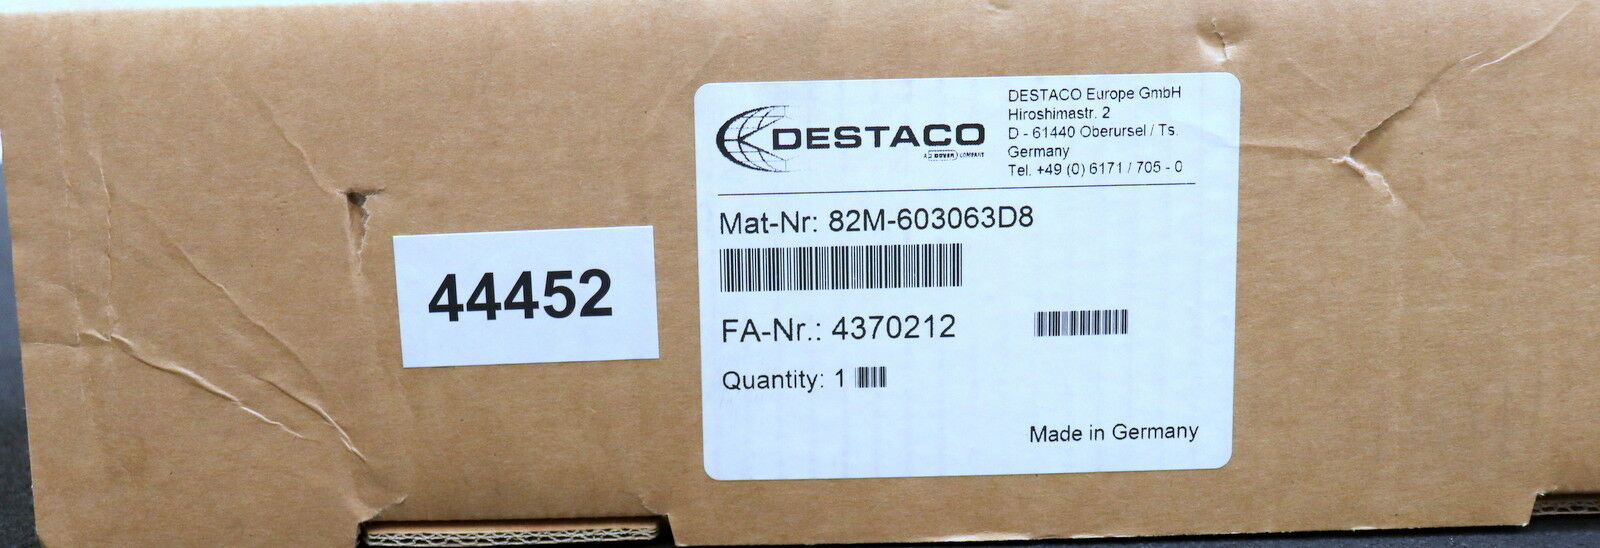 44452
DESTACO
A DOVER COMPANY
DESTACO Europe GmbH
Hiroshimastr. 2
D - 61440 Oberursel / Ts.
Germany
Tel. +49 (0) 6171 / 705 - 0
Mat-Nr: 82M-603063D8
FA-Nr.: 4370212
Quantity: 1
Made in Germany